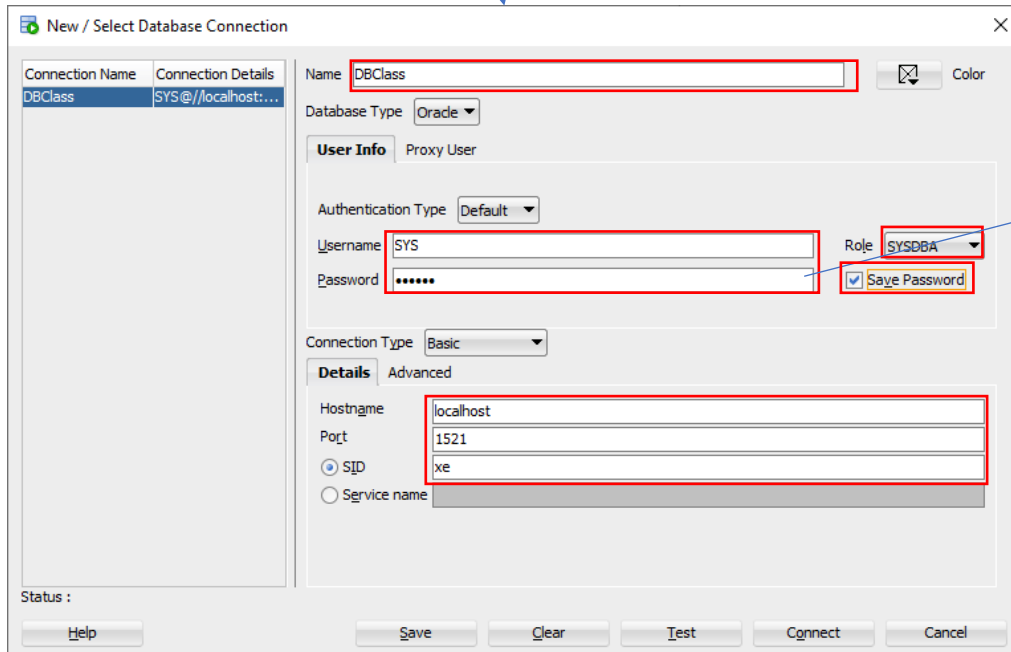 New / Select Database Connection
Connection Name Connection Details
DBClass SYS@//localhost:...
Name DBClass Color
Database Type Oracle
User Info Proxy User
Authentication Type Default
Username SYS Role SYSDBA
Password •••••• Save Password
Connection Type Basic
Details Advanced
Hostname localhost
Port 1521
SID xe
Service name
Status :
Help Save Clear Test Connect Cancel